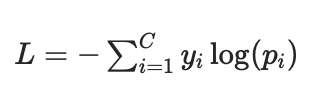 L = − ∑_{i=1}^{C} y_i log(p_i)